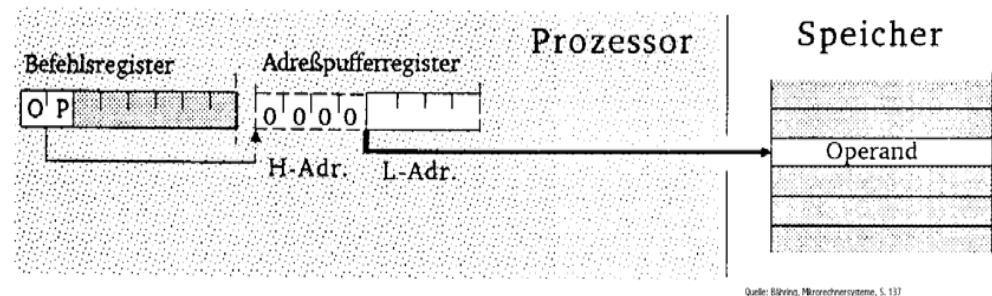 Prozessor
Speicher
Befehlsregister
Adreßpufferregister
O P
0 0 0 0
Operand
H-Adr.
L-Adr.
Quelle: Bähring, Mikrorechnersysteme, S. 137